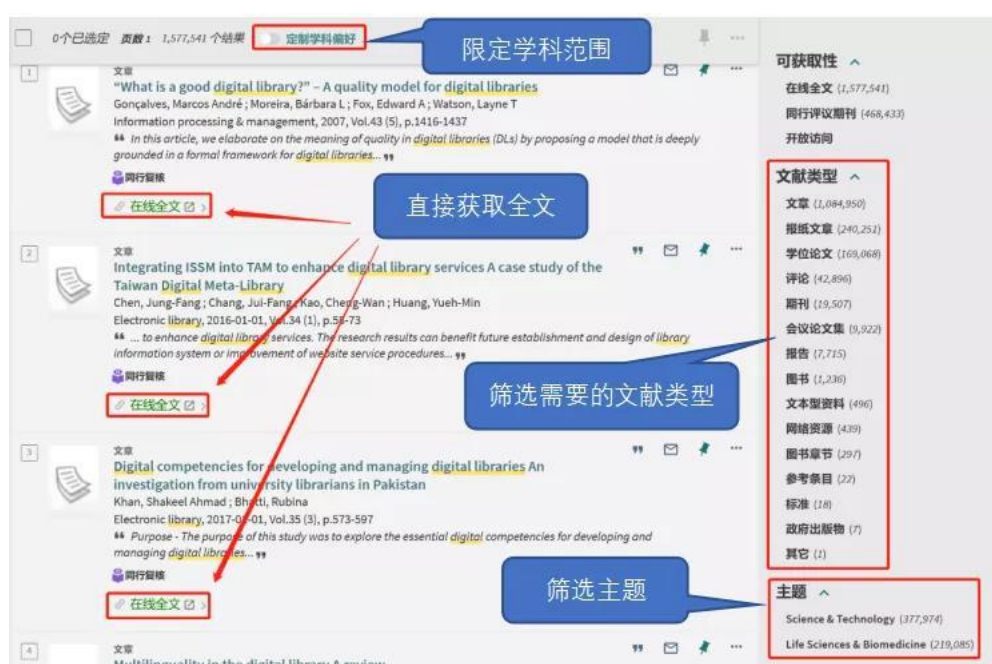 0个已选定 页数 1 1,577,541 个结果 定制学科偏好
限定学科范围
1
文章
“What is a good digital library?” – A quality model for digital libraries
Gonçalves, Marcos André ; Moreira, Bárbara L ; Fox, Edward A ; Watson, Layne T
Information processing & management, 2007, Vol.43 (5), p.1416-1437
In this article, we elaborate on the meaning of quality in digital libraries (DLs) by proposing a model that is deeply
grounded in a formal framework for digital libraries...
同行复核
在线全文
直接获取全文
2
文章
Integrating ISSM into TAM to enhance digital library services A case study of the
Taiwan Digital Meta-Library
Chen, Jung-Fang ; Chang, Jui-Fang ; Kao, Cheng-Wan ; Huang, Yueh-Min
Electronic library, 2016-01-01, Vol.34 (1), p.58-73
... to enhance digital library services. The research results can benefit future establishment and design of library
information system or improvement of website service procedures...
同行复核
在线全文
筛选需要的文献类型
3
文章
Digital competencies for developing and managing digital libraries An
investigation from university librarians in Pakistan
Khan, Shakeel Ahmad ; Bhatti, Rubina
Electronic library, 2017-01-01, Vol.35 (3), p.573-597
Purpose - The purpose of this study was to explore the essential digital competencies for developing and
managing digital libraries...
同行复核
在线全文
筛选主题
4
文章
Multilinguality in the digital library A review
可获取性
在线全文 (1,577,541)
同行评议期刊 (468,433)
开放访问
文献类型
文章 (1,084,950)
报纸文章 (240,251)
学位论文 (169,068)
评论 (42,896)
期刊 (19,507)
会议论文集 (9,922)
报告 (7,715)
图书 (1,236)
文本型资料 (496)
网络资源 (439)
图书章节 (297)
参考条目 (22)
标准 (18)
政府出版物 (7)
其它 (1)
主题
Science & Technology (377,974)
Life Sciences & Biomedicine (219,085)